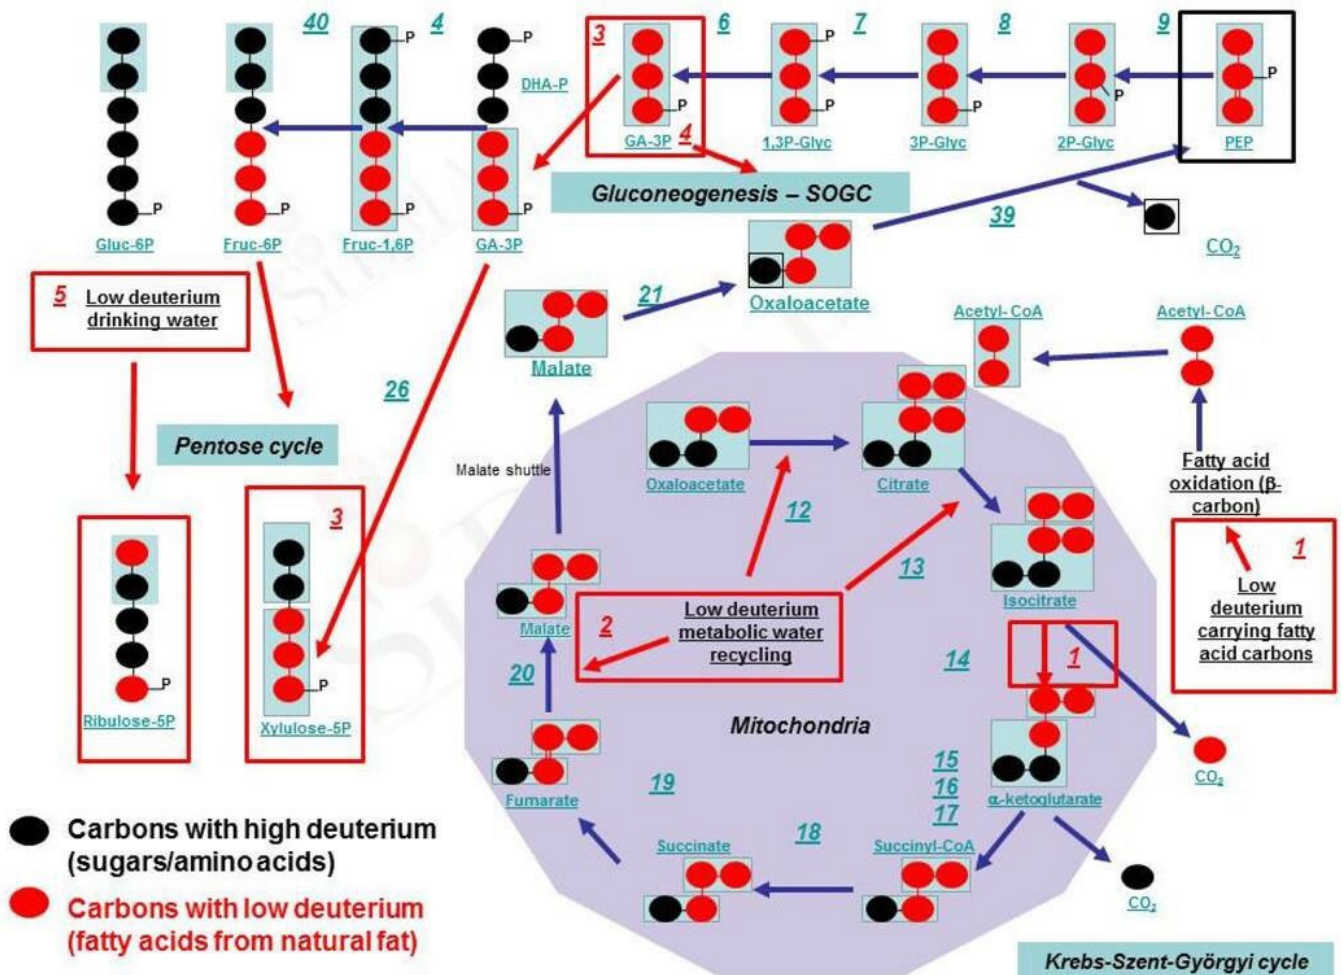 40
4
3
6
7
8
9
P
P
P
P
P
P
P
DHA-P
P
P
P
P
P
Gluc-6P
Fruc-6P
Fruc-1,6P
GA-3P
GA-3P
4
1,3P-Glyc
3P-Glyc
2P-Glyc
PEP
Gluconeogenesis – SOGC
39
CO2
5 Low deuterium
drinking water
21
Oxaloacetate
Malate
Acetyl-CoA
Acetyl-CoA
26
Pentose cycle
Malate shuttle
Oxaloacetate
Citrate
12
13
Fatty acid
oxidation (β-
carbon)
3
Isocitrate
1
Low
deuterium
carrying fatty
acid carbons
2
Low deuterium
metabolic water
recycling
Malate
14
1
20
P
P
Ribulose-5P
Xylulose-5P
Mitochondria
15
16
17
α-ketoglutarate
CO2
Fumarate
19
18
Succinate
Succinyl-CoA
CO2
Carbons with high deuterium
(sugars/amino acids)
Carbons with low deuterium
(fatty acids from natural fat)
Krebs-Szent-Györgyi cycle